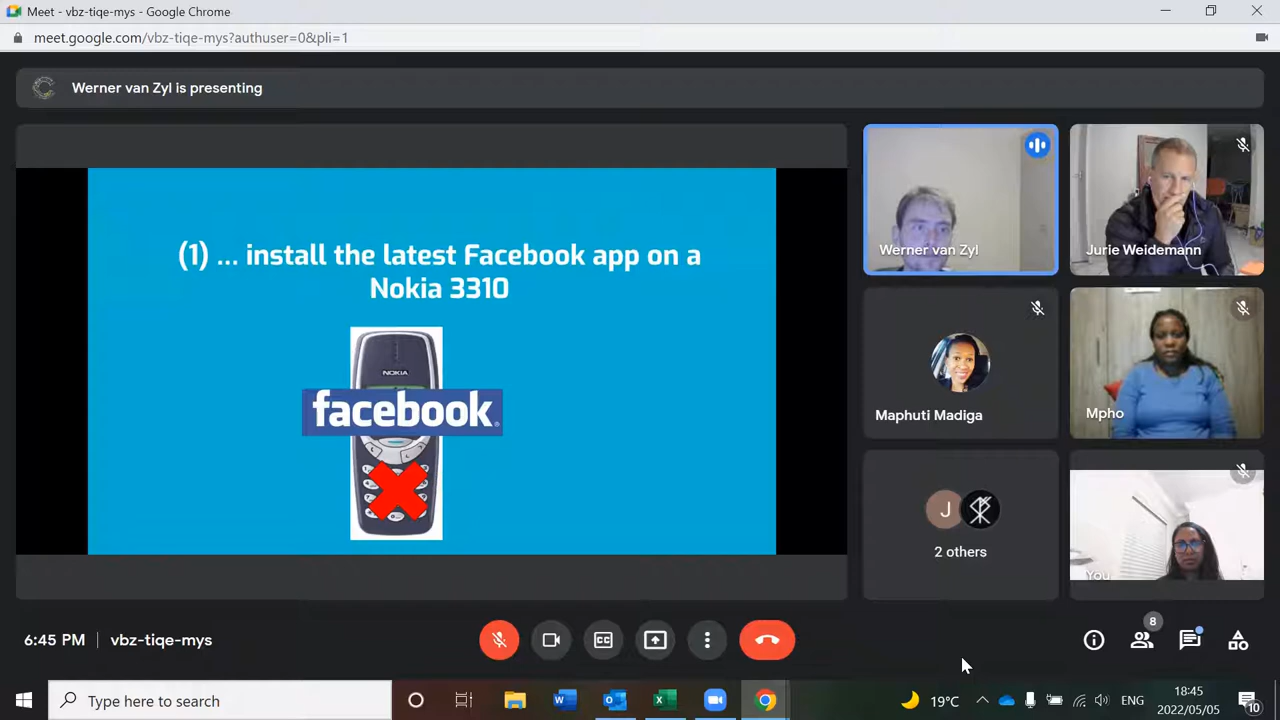 Meet - vbz-tiqe-mys - Google Chrome
meet.google.com/vbz-tiqe-mys?authuser=0&pli=1
Werner van Zyl is presenting
(1) ... install the latest Facebook app on a
Nokia 3310
NOKIA
facebook
Werner van Zyl
Jurie Weidemann
Maphuti Madiga
Mpho
J
2 others
You
6:45 PM | vbz-tiqe-mys
CC
8
Type here to search
19°C
ENG
18:45
2022/05/05
10